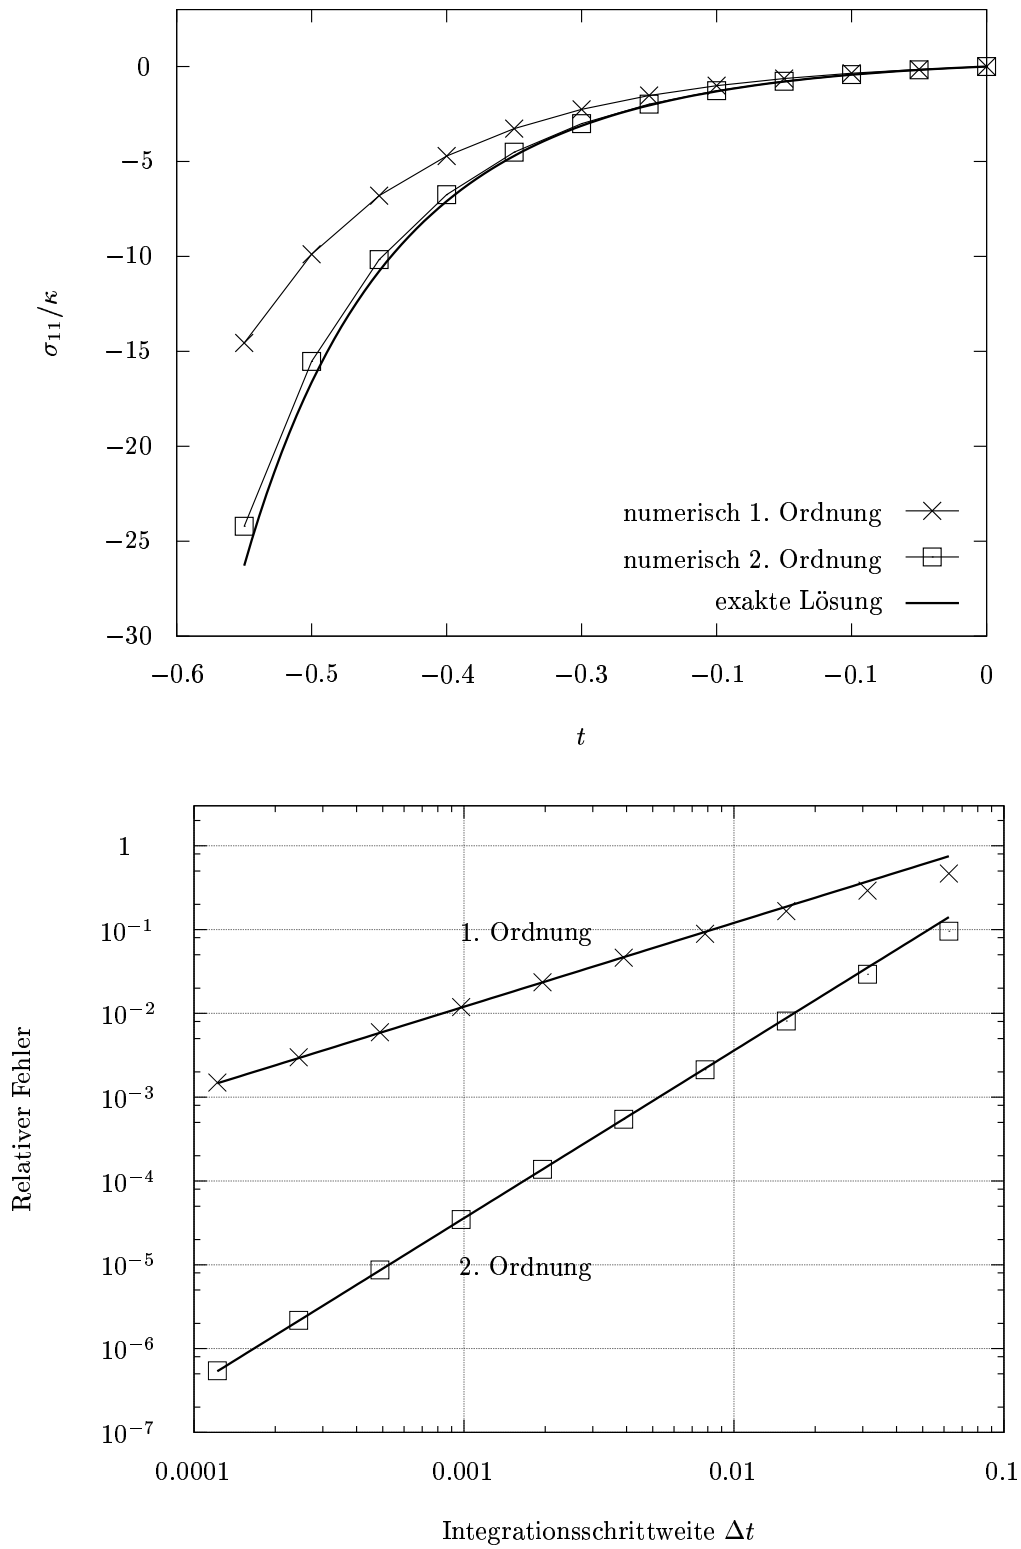 0
−5
−10
σ₁₁/κ
−15
−20
numerisch 1. Ordnung
−25
numerisch 2. Ordnung
exakte Lösung
−30
−0.6 −0.5 −0.4 −0.3 −0.1 −0.1 0
t
1
1. Ordnung
10⁻¹
10⁻²
Relativer Fehler
10⁻³
10⁻⁴
2. Ordnung
10⁻⁵
10⁻⁶
10⁻⁷
0.0001 0.001 0.01 0.1
Integrationsschrittweite Δt